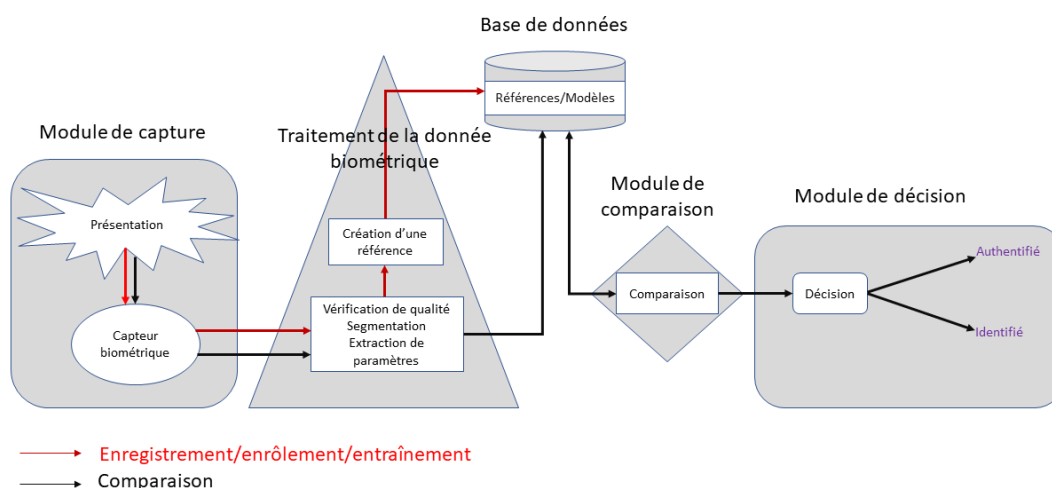 Base de données
Références/Modèles
Module de capture
Traitement de la donnée
biométrique
Module de
comparaison
Module de décision
Présentation
Création d'une
référence
Authentifié
Comparaison
Décision
Vérification de qualité
Segmentation
Extraction de
paramètres
Capteur
biométrique
Identifié
Enregistrement/enrôlement/entraînement
Comparaison